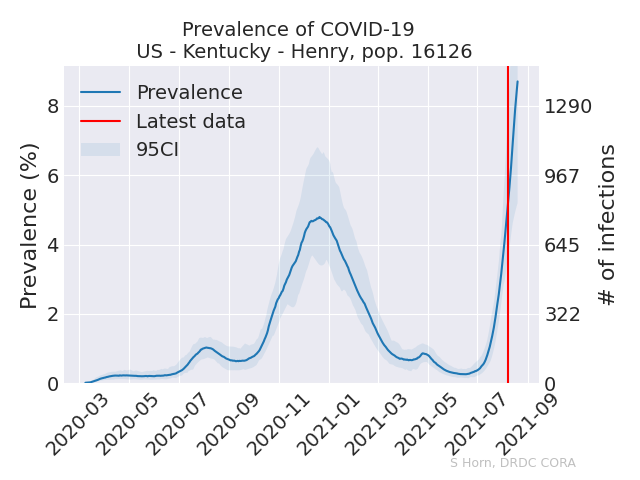 Prevalence of COVID-19
US - Kentucky - Henry, pop. 16126
Prevalence
Latest data
95CI
Prevalence (%)
8
6
4
2
0
# of infections
1290
967
645
322
0
2020-03
2020-05
2020-07
2020-09
2020-11
2021-01
2021-03
2021-05
2021-07
2021-09
S Horn, DRDC CORA